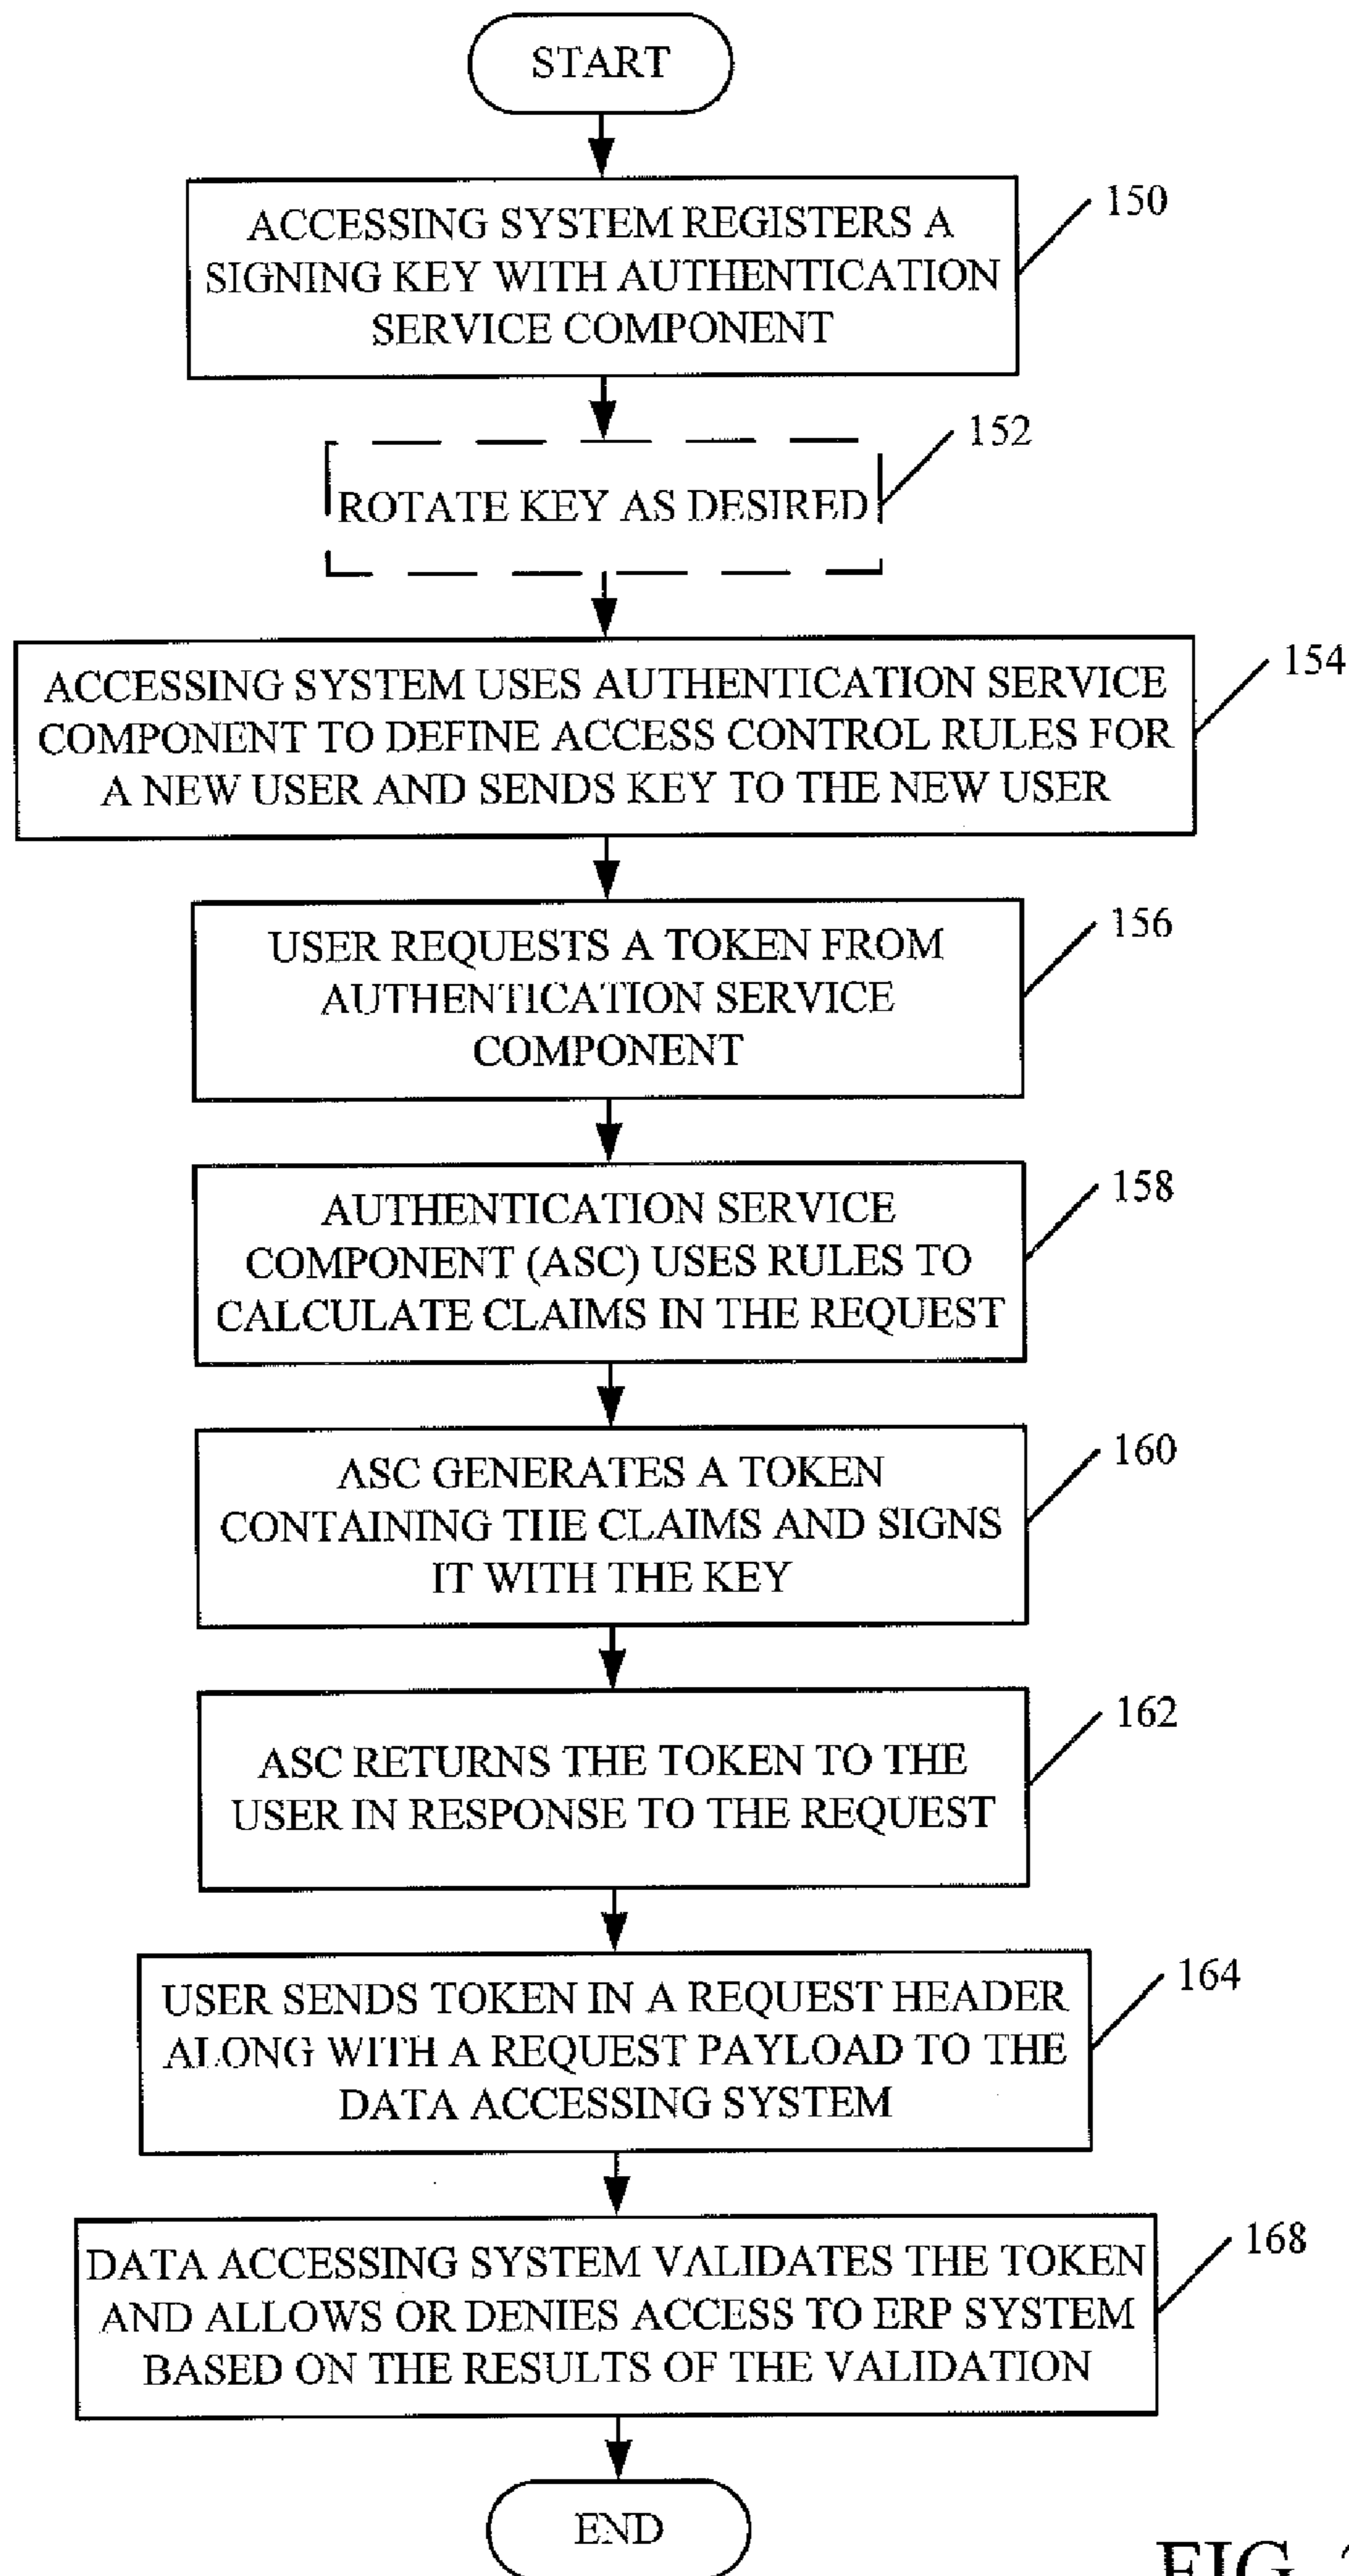 START
ACCESSING SYSTEM REGISTERS A
SIGNING KEY WITH AUTHENTICATION
SERVICE COMPONENT
150
ROTATE KEY AS DESIRED
152
ACCESSING SYSTEM USES AUTHENTICATION SERVICE
COMPONENT TO DEFINE ACCESS CONTROL RULES FOR
A NEW USER AND SENDS KEY TO THE NEW USER
154
USER REQUESTS A TOKEN FROM
AUTHENTICATION SERVICE
COMPONENT
156
AUTHENTICATION SERVICE
COMPONENT (ASC) USES RULES TO
CALCULATE CLAIMS IN THE REQUEST
158
ASC GENERATES A TOKEN
CONTAINING THE CLAIMS AND SIGNS
IT WITH THE KEY
160
ASC RETURNS THE TOKEN TO THE
USER IN RESPONSE TO THE REQUEST
162
USER SENDS TOKEN IN A REQUEST HEADER
ALONG WITH A REQUEST PAYLOAD TO THE
DATA ACCESSING SYSTEM
164
DATA ACCESSING SYSTEM VALIDATES THE TOKEN
AND ALLOWS OR DENIES ACCESS TO ERP SYSTEM
BASED ON THE RESULTS OF THE VALIDATION
168
END
FIG.